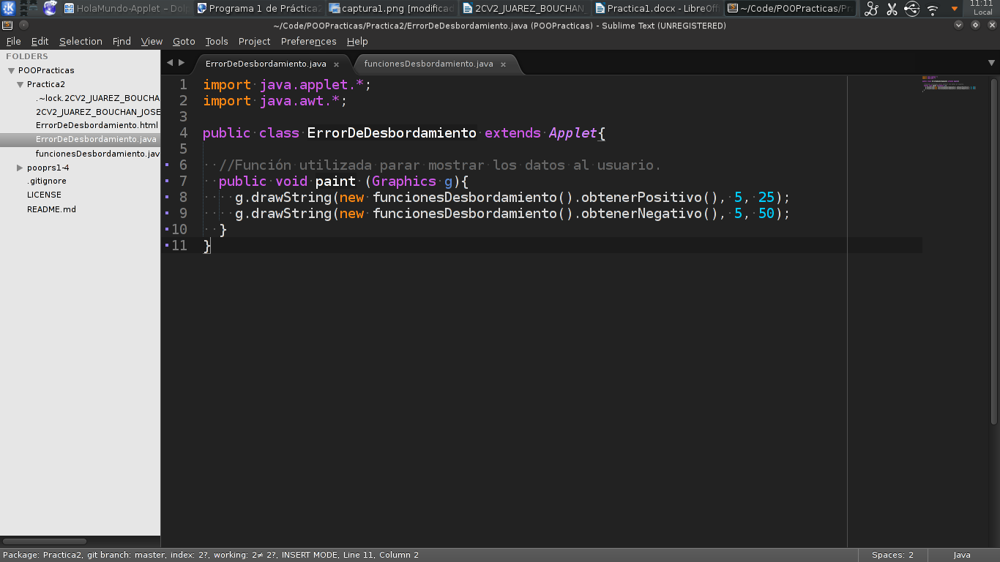 HolaMundo-Applet – Dol
Programa 1 de Práctica
captura1.png [modificad
2CV2_JUAREZ_BOUCHAN_
Practica1.docx - LibreOff
~/Code/POOPracticas/Pr
11:11
Local
~/Code/POOPracticas/Practica2/ErrorDeDesbordamiento.java (POOPracticas) - Sublime Text (UNREGISTERED)
File Edit Selection Find View Goto Tools Project Preferences Help
FOLDERS
POOPracticas
Practica2
.~lock.2CV2_JUAREZ_BOUCHA
2CV2_JUAREZ_BOUCHAN_JOSE
ErrorDeDesbordamiento.html
ErrorDeDesbordamiento.java
funcionesDesbordamiento.jav
pooprs1-4
.gitignore
LICENSE
README.md
ErrorDeDesbordamiento.java ×
funcionesDesbordamiento.java ×
1 import java.applet.*;
2 import java.awt.*;
3
4 public class ErrorDeDesbordamiento extends Applet{
5
6 //Función utilizada parar mostrar los datos al usuario.
7 public void paint (Graphics g){
8 g.drawString(new funcionesDesbordamiento().obtenerPositivo(), 5, 25);
9 g.drawString(new funcionesDesbordamiento().obtenerNegativo(), 5, 50);
10 }
11 }
Package: Practica2, git branch: master, index: 2?, working: 2≠ 2?, INSERT MODE, Line 11, Column 2
Spaces: 2
Java